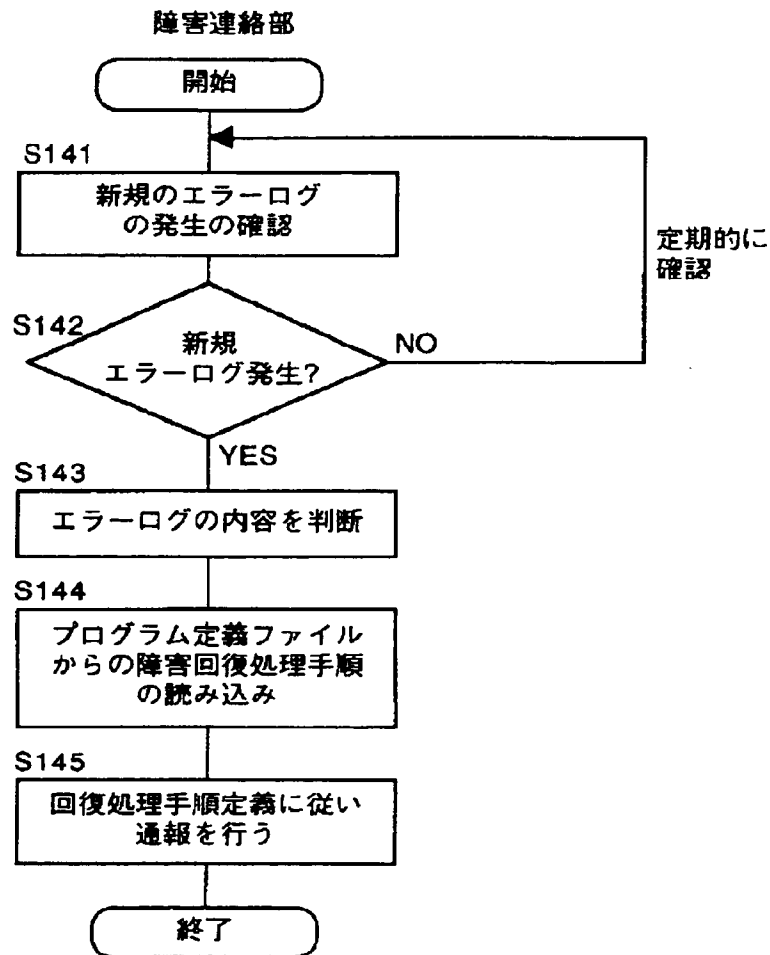 障害連絡部
開始
S141
新規のエラーログ
の発生の確認
定期的に
確認
S142
新規
エラーログ発生?
NO
YES
S143
エラーログの内容を判断
S144
プログラム定義ファイル
からの障害回復処理手順
の読み込み
S145
回復処理手順定義に従い
通報を行う
終了